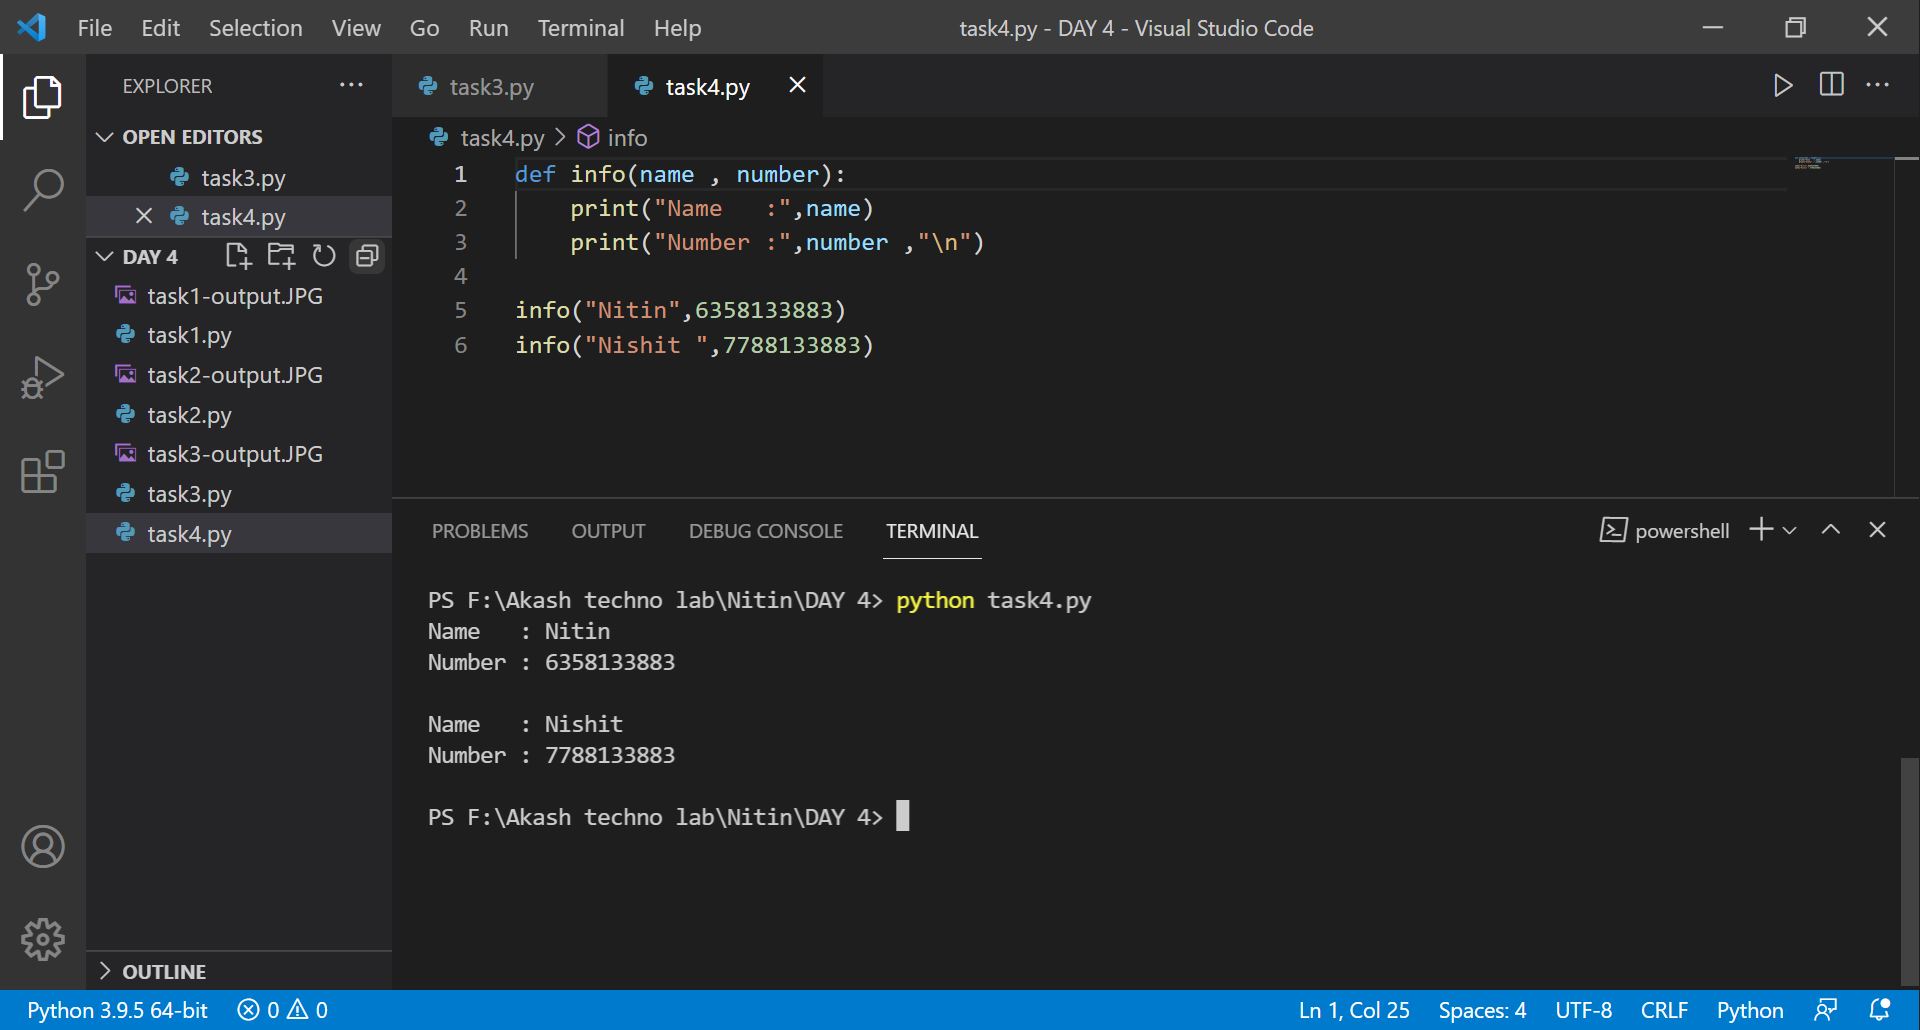 File Edit Selection View Go Run Terminal Help task4.py - DAY 4 - Visual Studio Code
EXPLORER
OPEN EDITORS
task3.py
task4.py
DAY 4
task1-output.JPG
task1.py
task2-output.JPG
task2.py
task3-output.JPG
task3.py
task4.py
OUTLINE
task3.py task4.py
task4.py > info
1 def info(name , number):
2     print("Name   :",name)
3     print("Number :",number ,"\n")
4
5 info("Nitin",6358133883)
6 info("Nishit ",7788133883)
PROBLEMS OUTPUT DEBUG CONSOLE TERMINAL powershell
PS F:\Akash techno lab\Nitin\DAY 4> python task4.py
Name   : Nitin
Number : 6358133883
Name   : Nishit
Number : 7788133883
PS F:\Akash techno lab\Nitin\DAY 4>
Python 3.9.5 64-bit 0 0 Ln 1, Col 25 Spaces: 4 UTF-8 CRLF Python